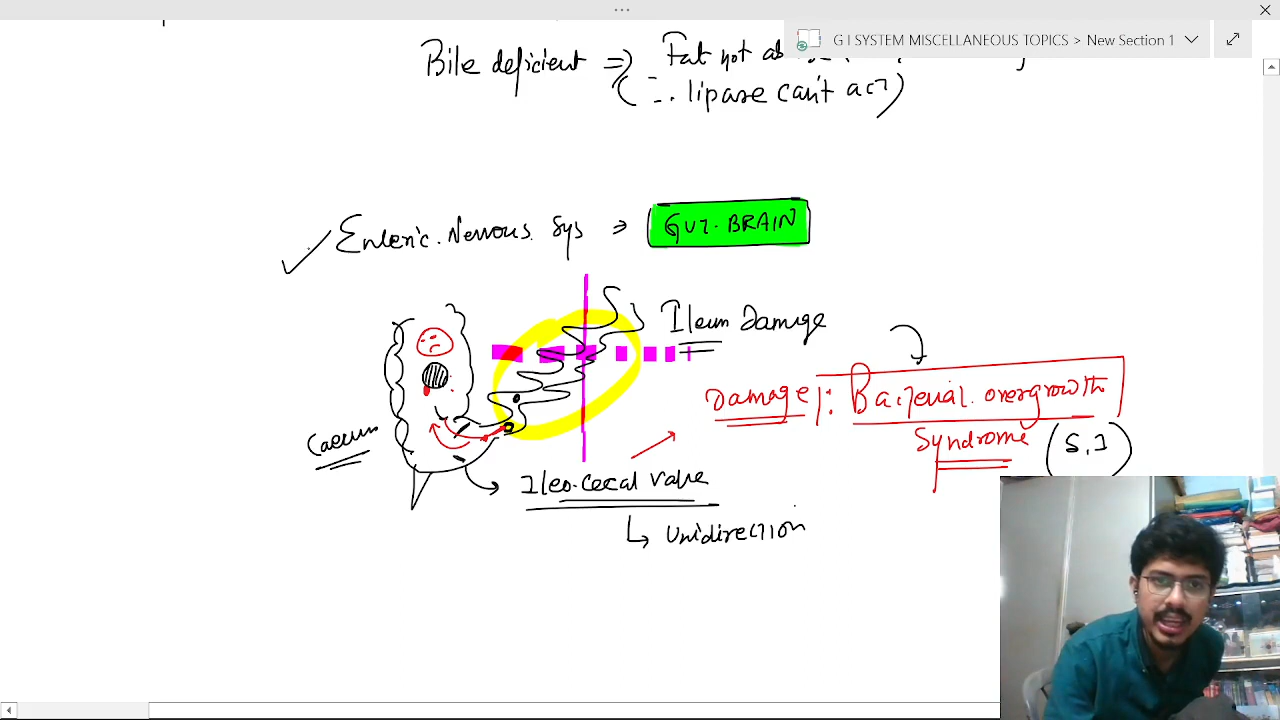 G I SYSTEM MISCELLANEOUS TOPICS > New Section 1
Bile deficient ⇒ Fat not ab
(∵ lipase can't act)
✓ Enteric. Nervous. Sys ⇒ GUT-BRAIN
Ileum Damage
Damage : Bacterial. overgrowth
Syndrome (S.I)
Caecum
Ileo-cecal valve
↳ Unidirection